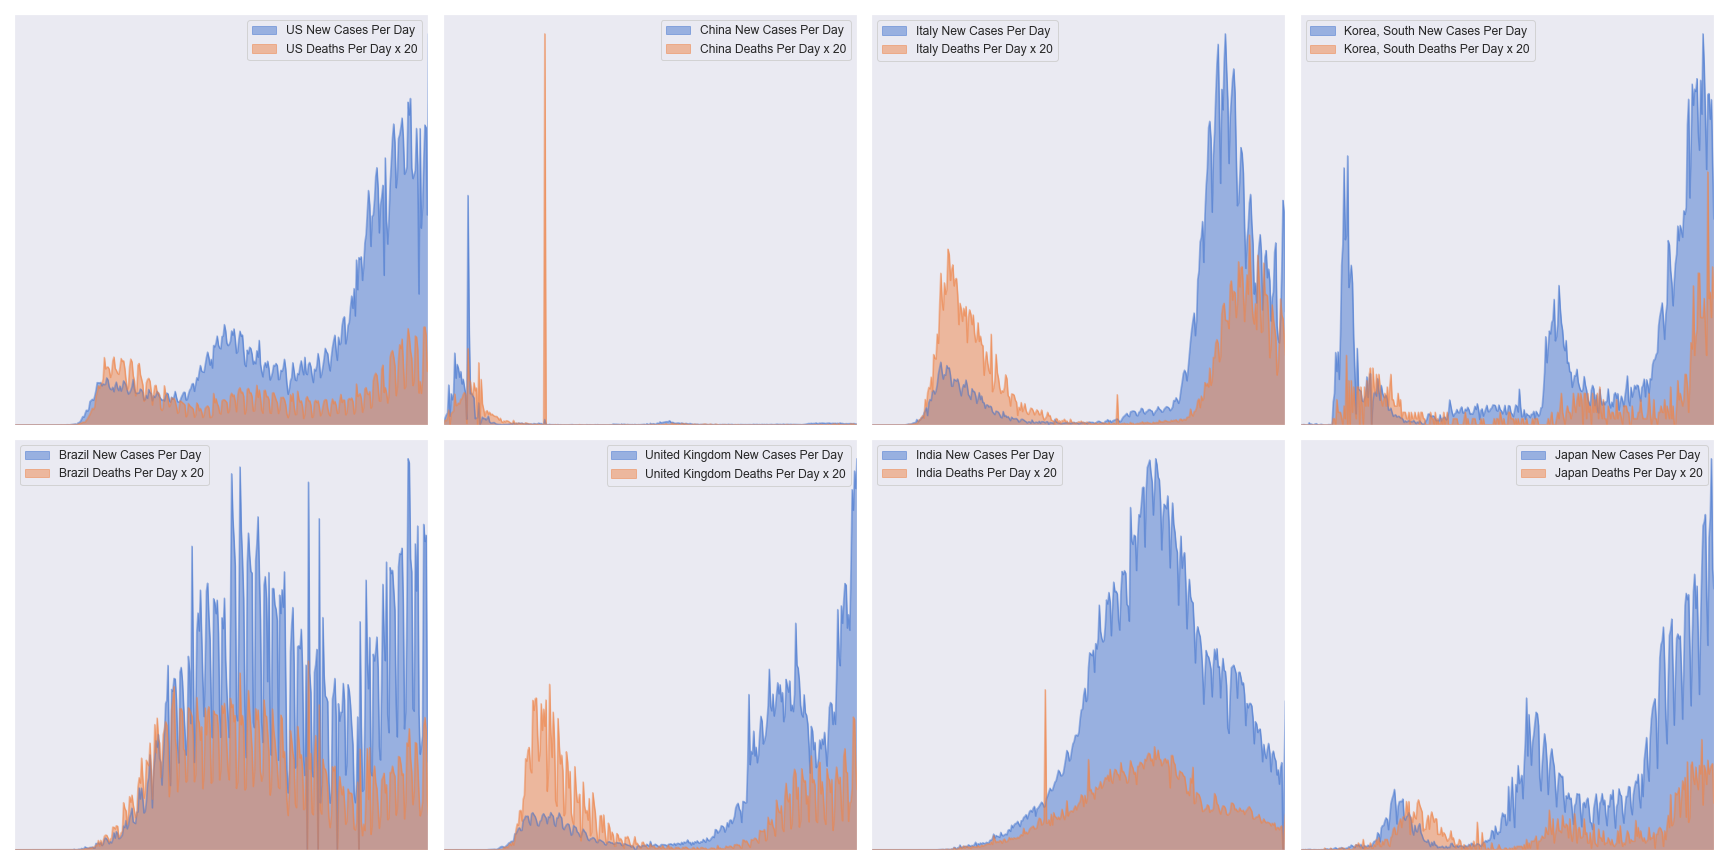 US New Cases Per Day
US Deaths Per Day x 20
China New Cases Per Day
China Deaths Per Day x 20
Italy New Cases Per Day
Italy Deaths Per Day x 20
Korea, South New Cases Per Day
Korea, South Deaths Per Day x 20
Brazil New Cases Per Day
Brazil Deaths Per Day x 20
United Kingdom New Cases Per Day
United Kingdom Deaths Per Day x 20
India New Cases Per Day
India Deaths Per Day x 20
Japan New Cases Per Day
Japan Deaths Per Day x 20